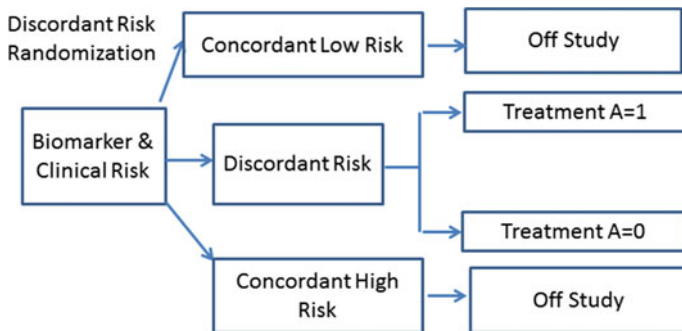 Discordant Risk
Randomization
Concordant Low Risk
Off Study
Biomarker &
Clinical Risk
Discordant Risk
Treatment A=1
Treatment A=0
Concordant High
Risk
Off Study